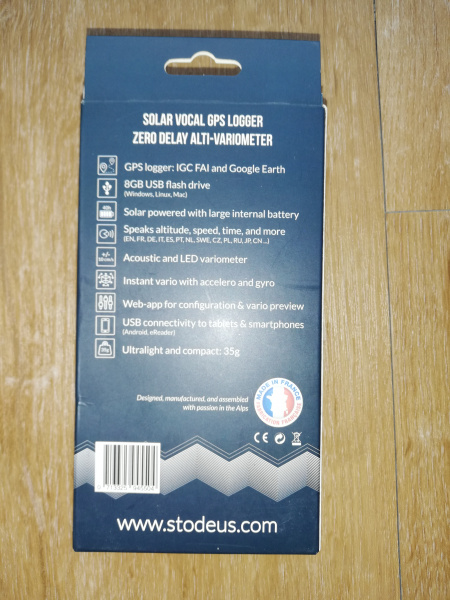 SOLAR VOCAL GPS LOGGER
ZERO DELAY ALTI-VARIOMETER
GPS logger: IGC FAI and Google Earth
8GB USB flash drive
(Windows, Linux, Mac)
Solar powered with large internal battery
Speaks altitude, speed, time, and more
(EN, FR, DE, IT, ES, PT, NL, SWE, CZ, PL, RU, JP, CN ...)
Acoustic and LED variometer
Instant vario with accelero and gyro
Web-app for configuration & vario preview
USB connectivity to tablets & smartphones
(Android, eReader)
Ultralight and compact: 35g
Designed, manufactured, and assembled
with passion in the Alps
MADE IN FRANCE
CE
www.stodeus.com